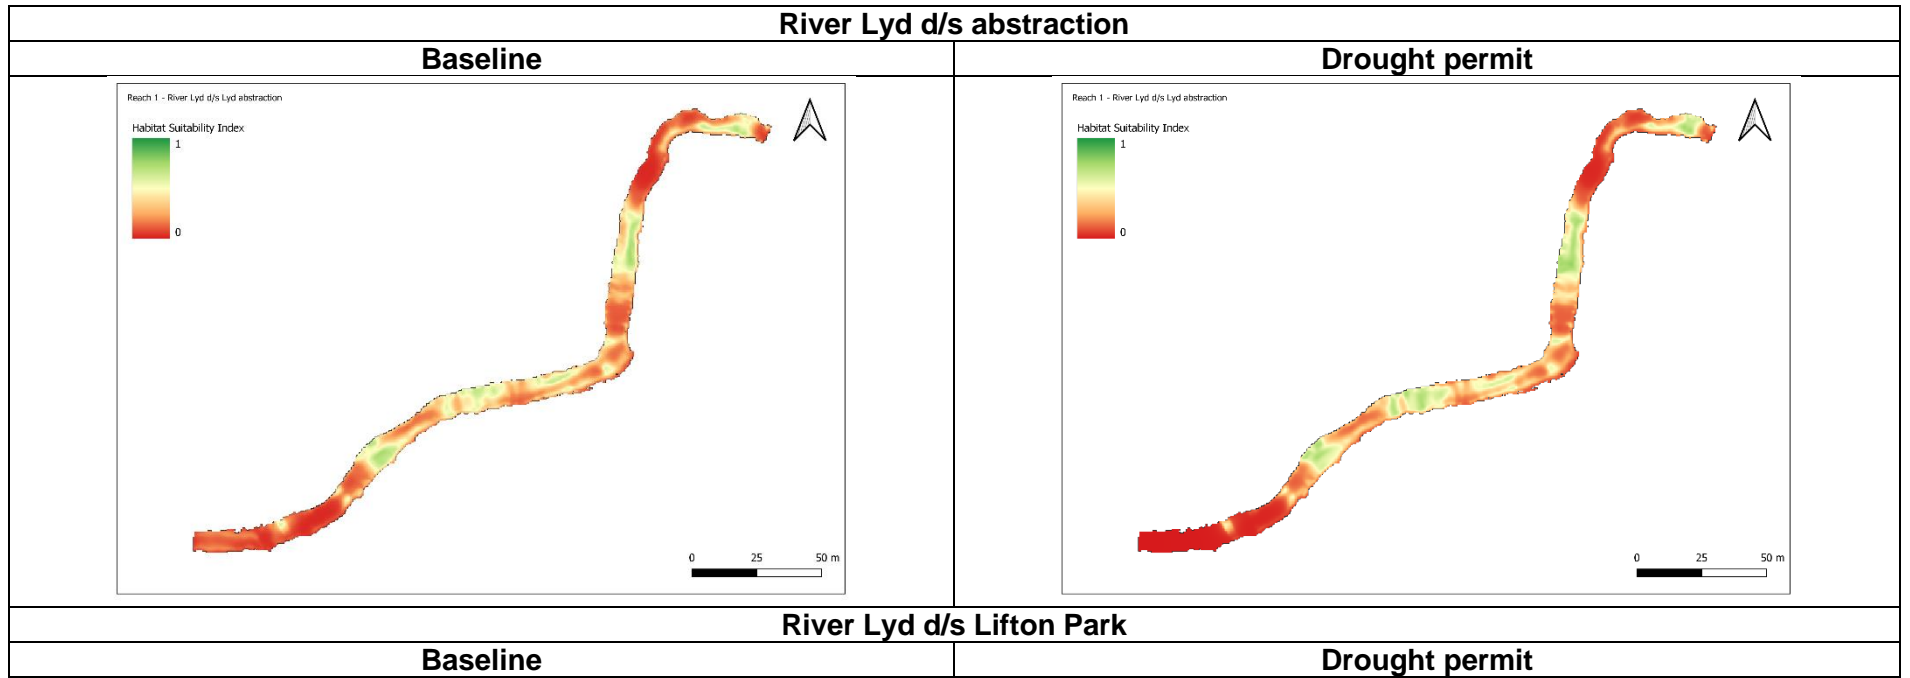 River Lyd d/s abstraction
Baseline
Drought permit
Reach 1 - River Lyd d/s Lyd abstraction
Habitat Suitability Index
1
0
0 25 50 m
Reach 1 - River Lyd d/s Lyd abstraction
Habitat Suitability Index
1
0
0 25 50 m
River Lyd d/s Lifton Park
Baseline
Drought permit